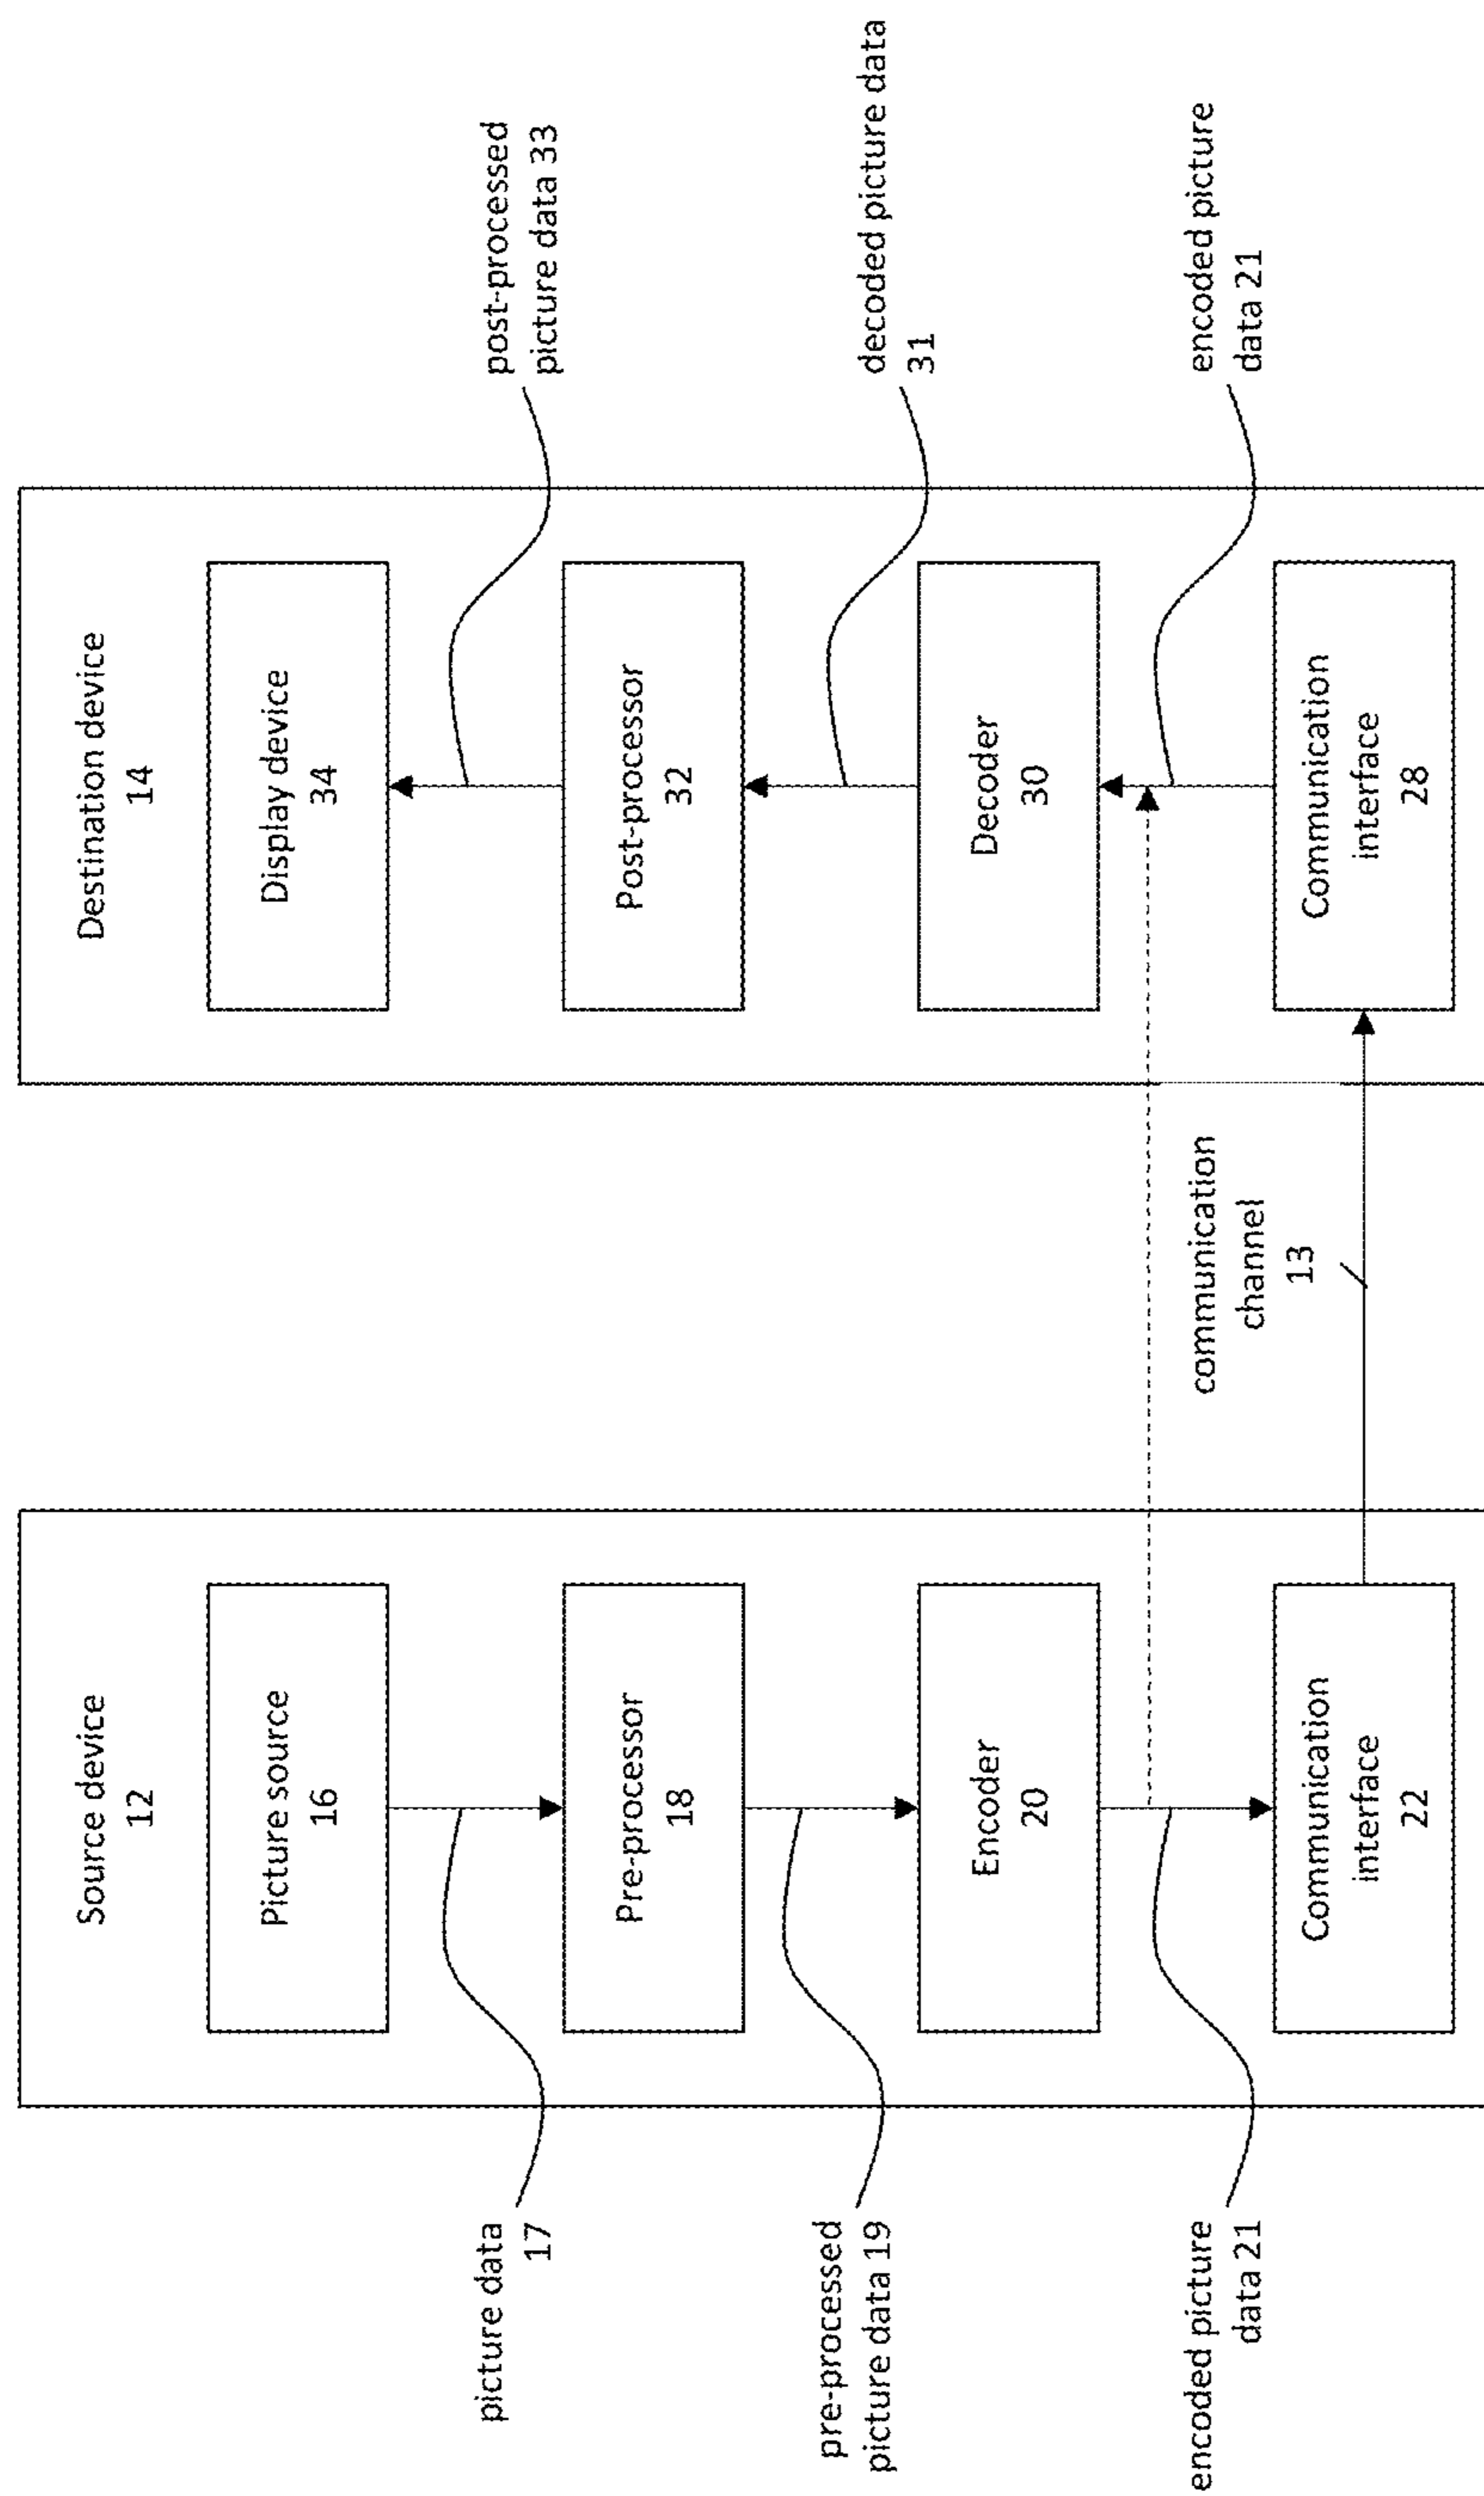 Source device
12
Picture source
16
picture data
17
Pre-processor
18
pre-processed
picture data 19
Encoder
20
encoded picture
data 21
Communication
interface
22
communication
channel
13
Destination device
14
Display device
34
post-processed
picture data 33
Post-processor
32
decoded picture data
31
Decoder
30
encoded picture
data 21
Communication
interface
28